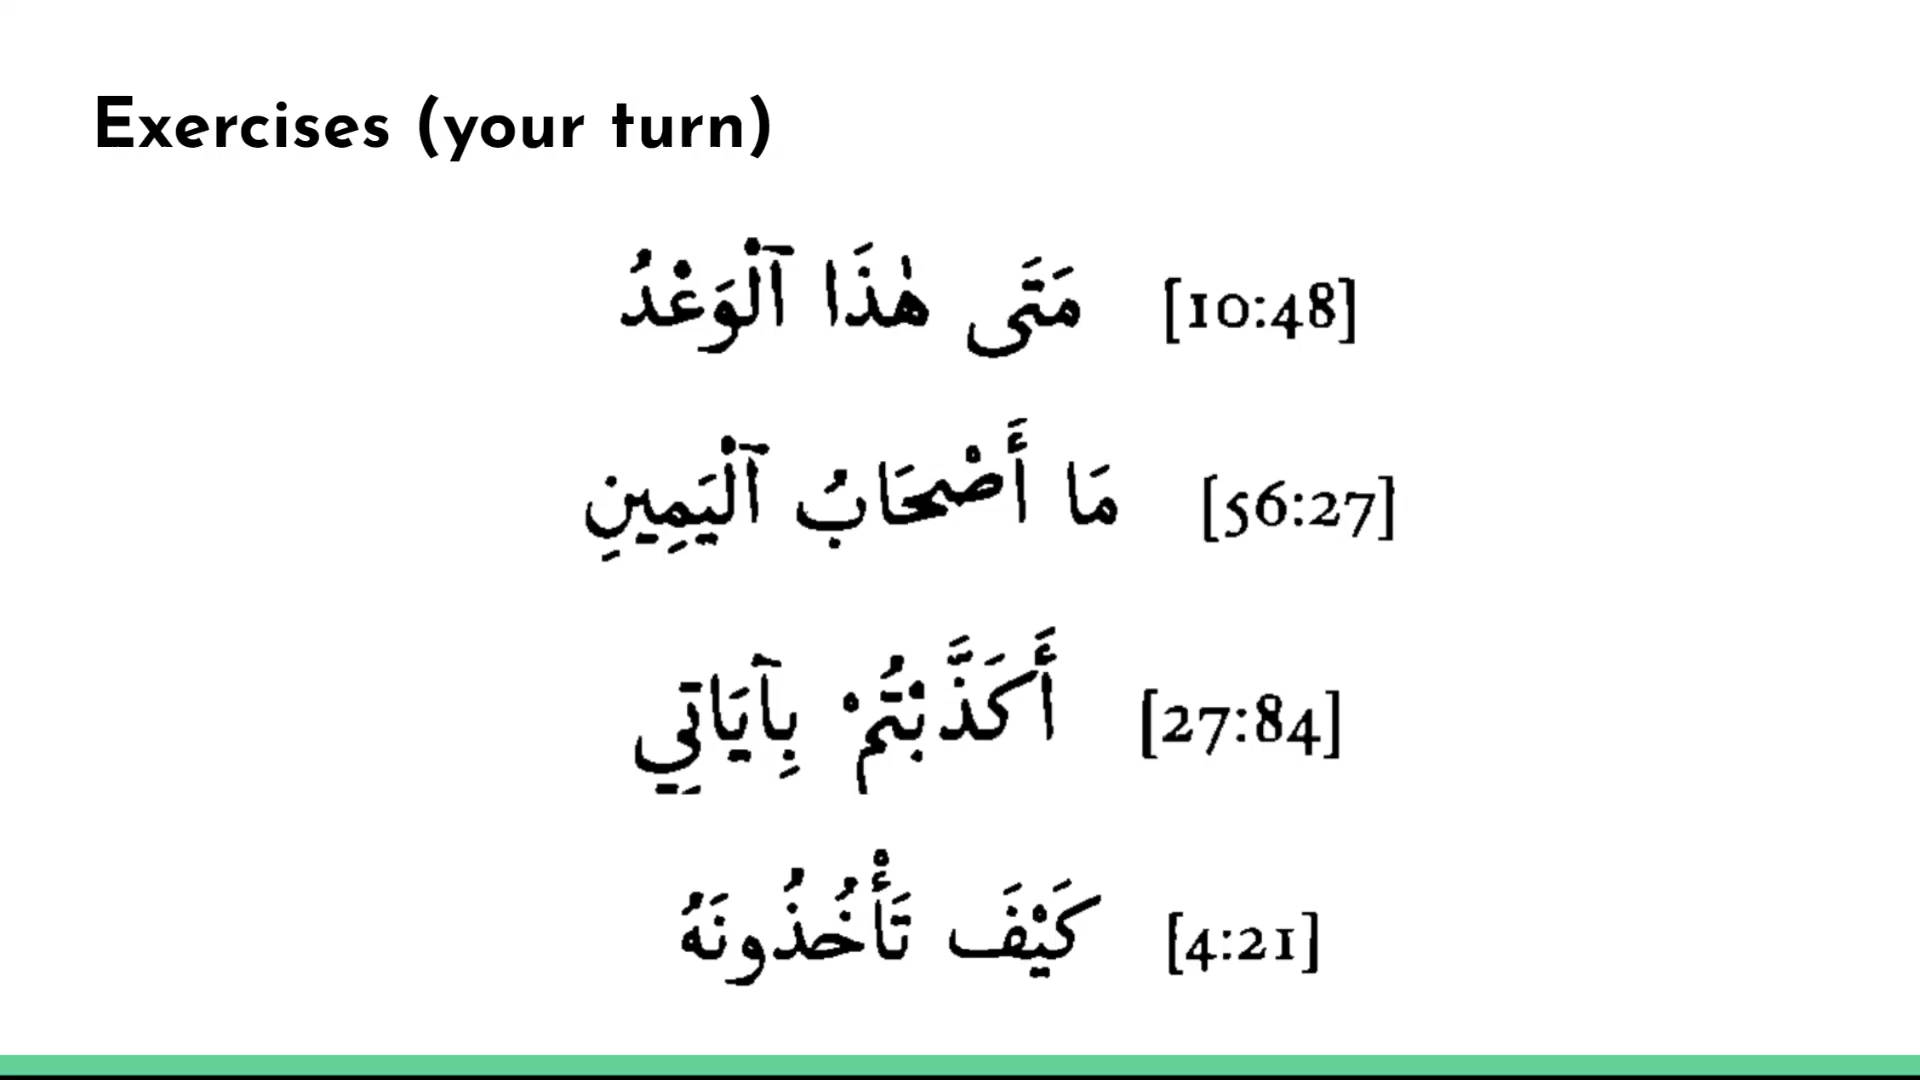 Exercises (your turn)
[10:48] مَتَى هٰذَا ٱلْوَعْدُ
[56:27] مَا أَصْحَابُ ٱلْيَمِينِ
[27:84] أَكَذَّبْتُمْ بِآيَاتِي
[4:21] كَيْفَ تَأْخُذُونَهُ